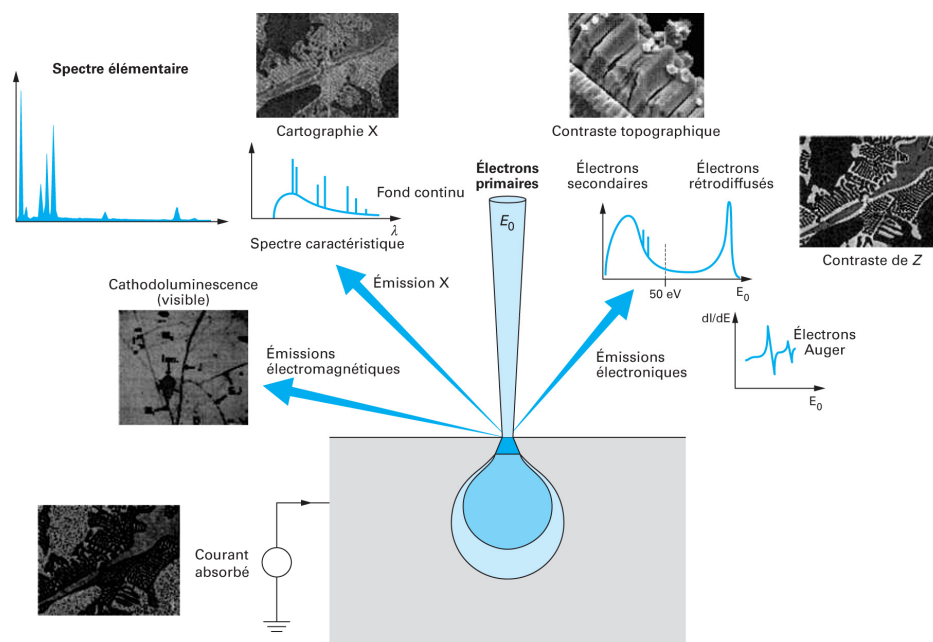 Spectre élémentaire
Cartographie X
Contraste topographique
Fond continu
λ
Spectre caractéristique
Électrons
primaires
E0
Électrons
secondaires
Électrons
rétrodiffusés
50 eV
E0
Contraste de Z
Cathodoluminescence
(visible)
Émission X
Émissions
électromagnétiques
Émissions
électroniques
dI/dE
Électrons
Auger
E0
Courant
absorbé